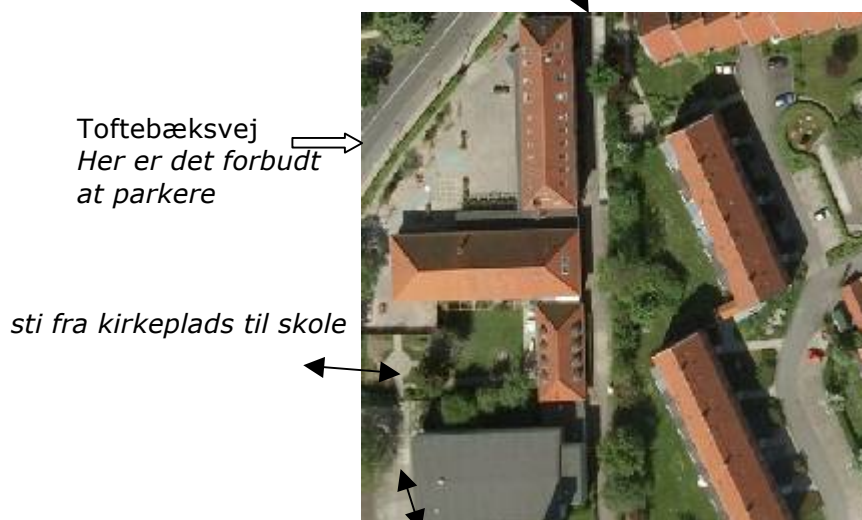 Toftebæksvej
Her er det forbudt
at parkere
sti fra kirkeplads til skole